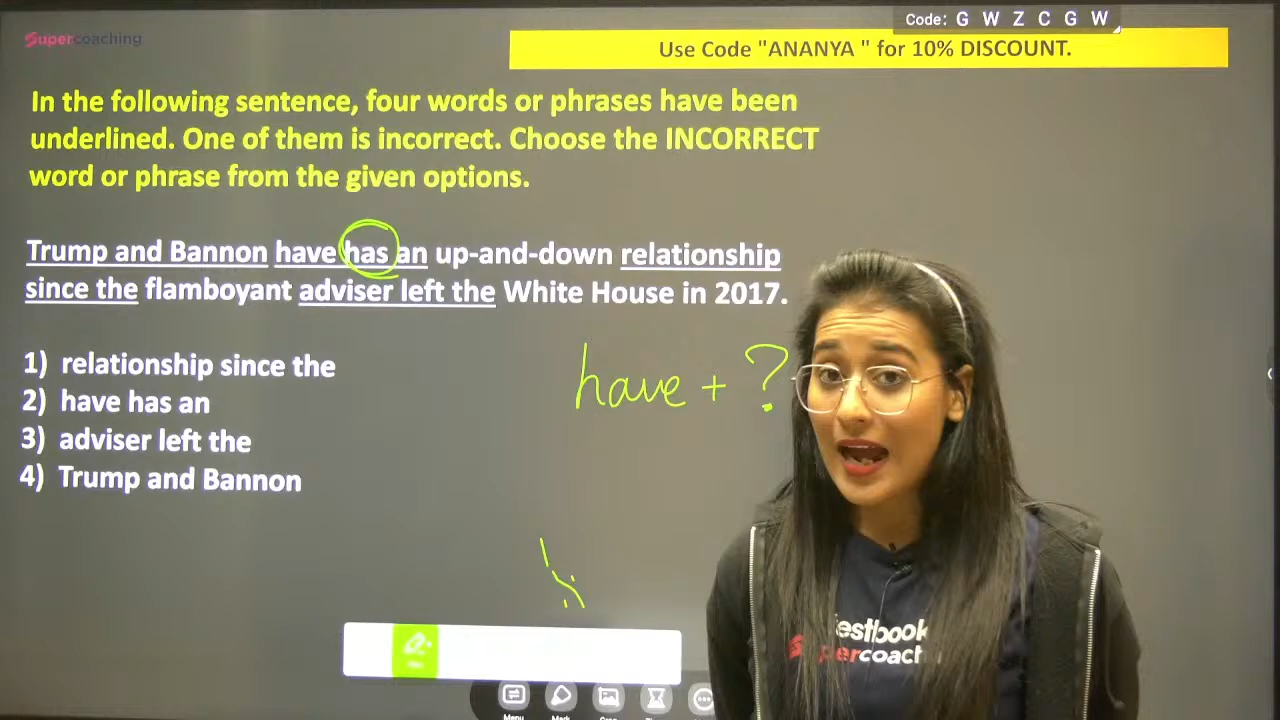 Supercoaching
Code: G W Z C G W
Use Code "ANANYA " for 10% DISCOUNT.
In the following sentence, four words or phrases have been
underlined. One of them is incorrect. Choose the INCORRECT
word or phrase from the given options.
Trump and Bannon have has an up-and-down relationship
since the flamboyant adviser left the White House in 2017.
have + ?
1) relationship since the
2) have has an
3) adviser left the
4) Trump and Bannon
testbook
Supercoach
Menu